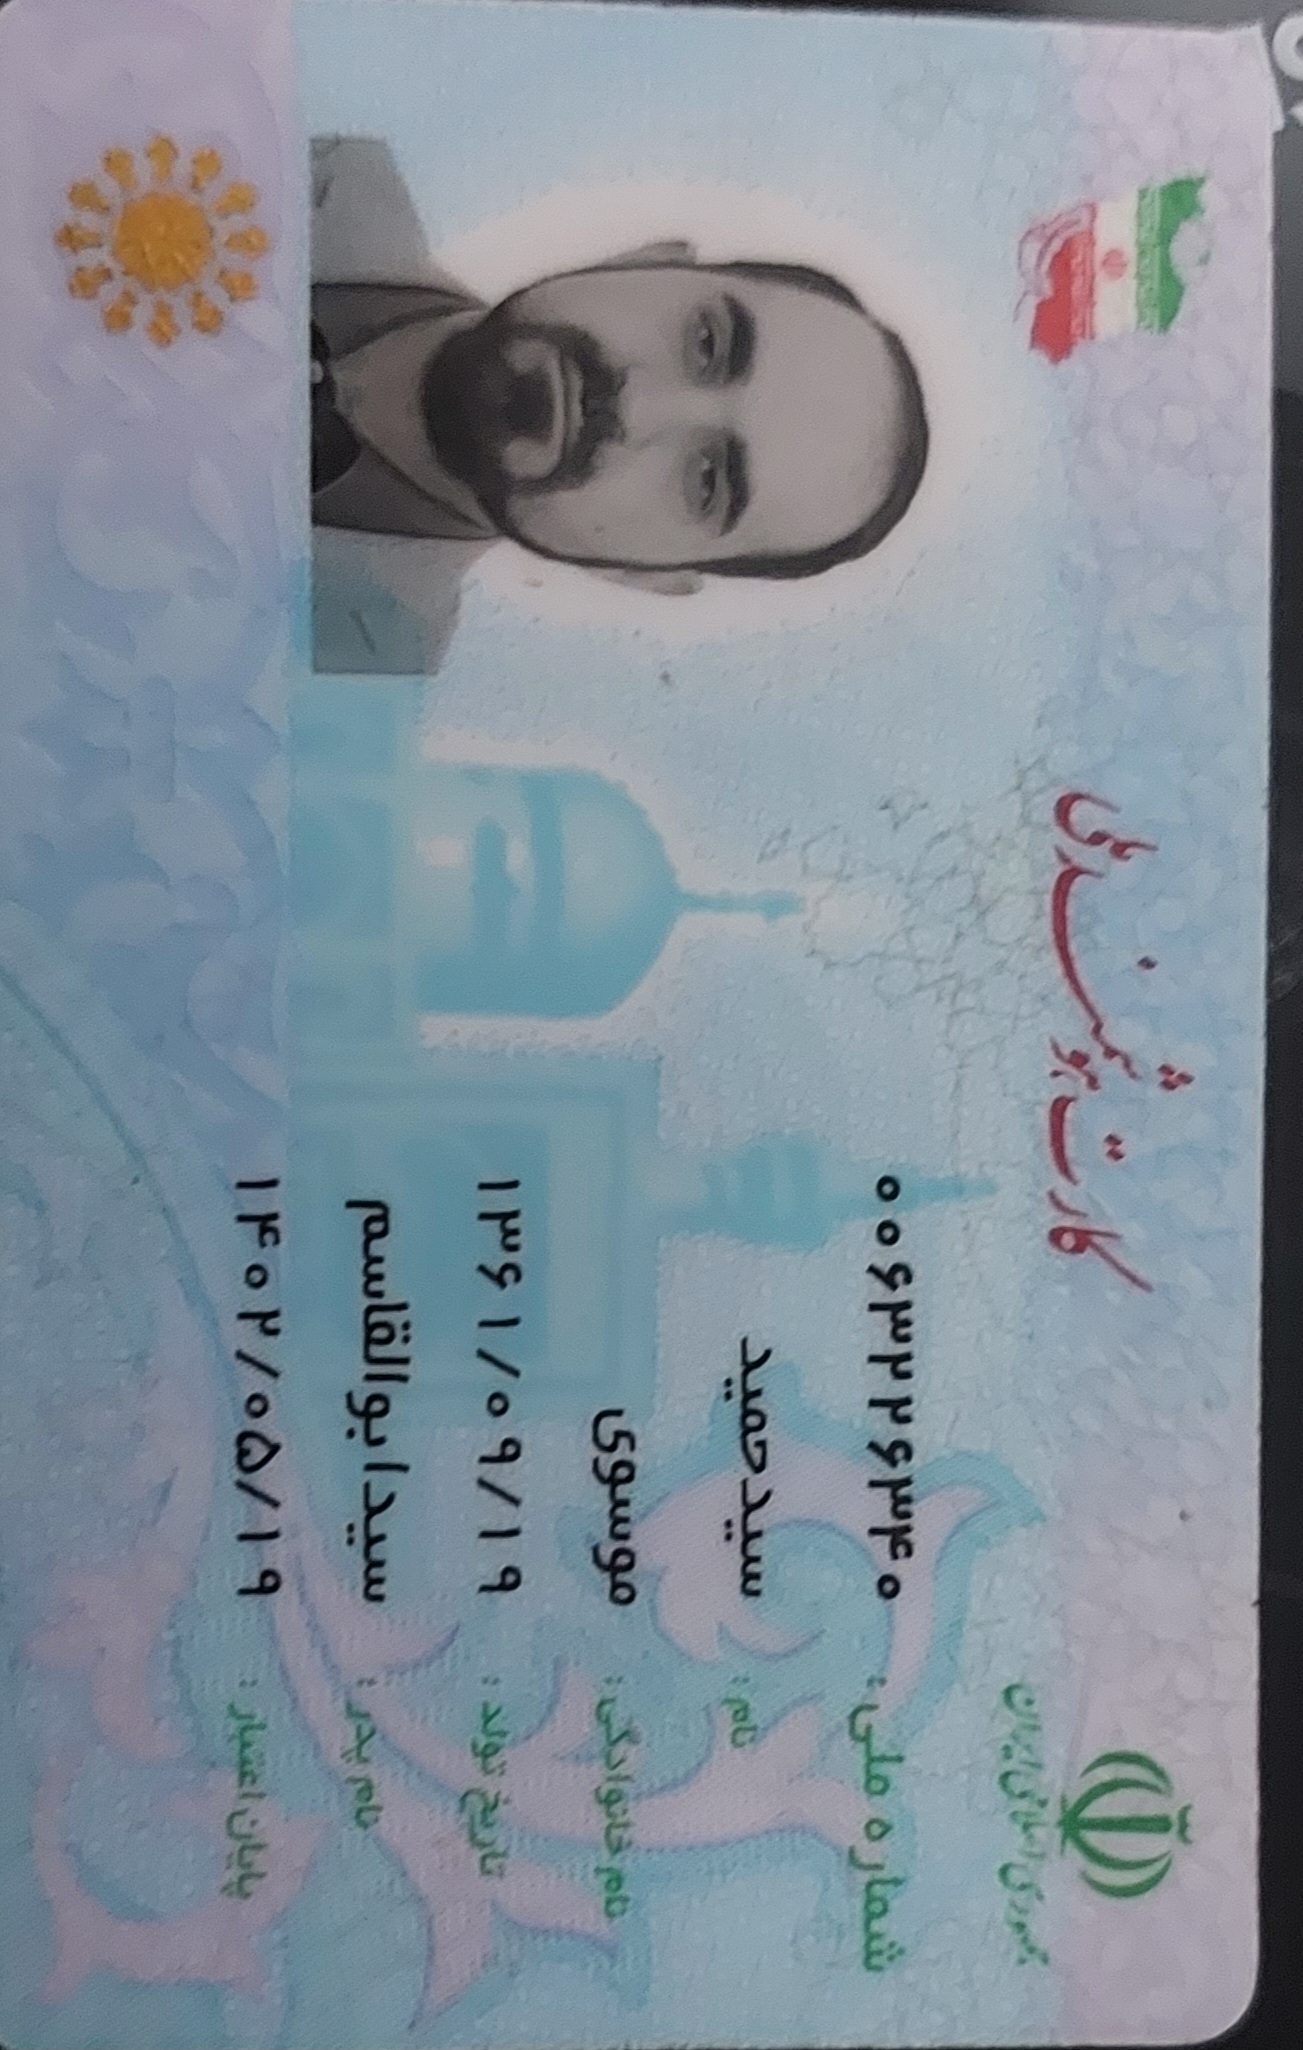 جمهوری اسلامی ایران
کارت هوشمند ملی
شماره ملی: ۰۰۶۳۲۲۶۳۴۰
نام: سیدحمید
نام خانوادگی: موسوی
تاریخ تولد: ۱۳۶۱/۰۹/۱۹
نام پدر: سیدابوالقاسم
پایان اعتبار: ۱۴۰۲/۰۵/۱۹